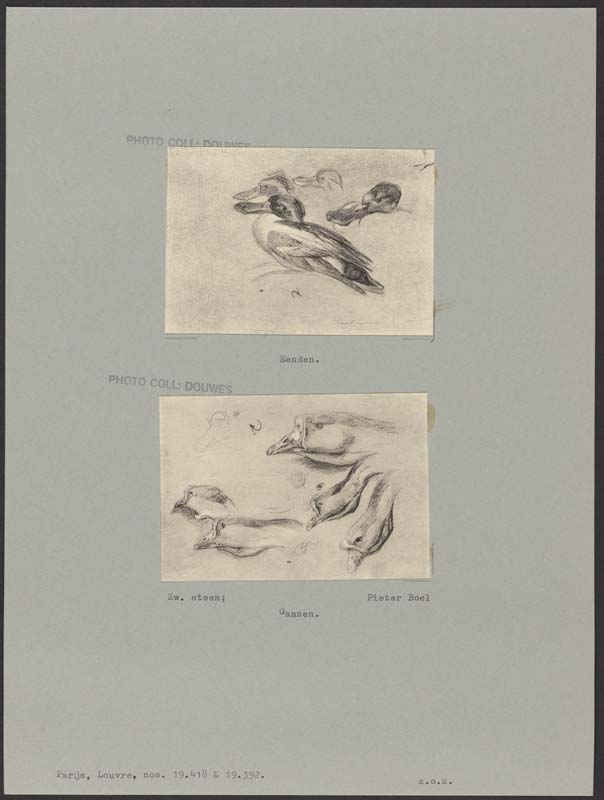 PHOTO COLL: DOUWES
Eenden.
PHOTO COLL: DOUWES
Zw. steen; Pieter Boel
Ganzen.
Parijs, Louvre, nos. 19.418 & 19.392.
z.o.z.